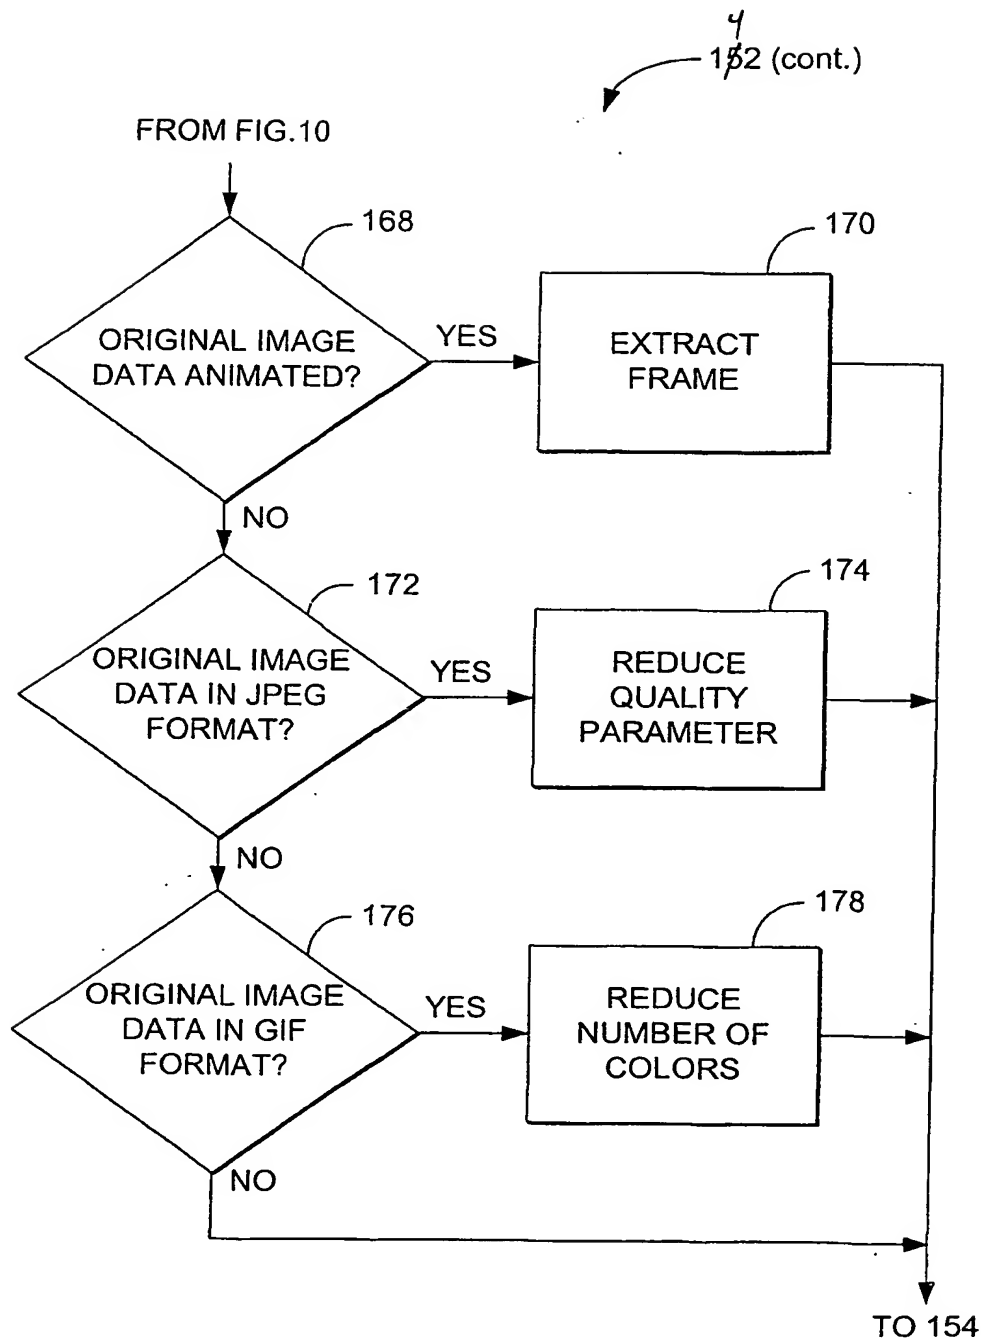 4
152 (cont.)
FROM FIG.10
168
170
ORIGINAL IMAGE
DATA ANIMATED?
YES
EXTRACT
FRAME
NO
172
174
ORIGINAL IMAGE
DATA IN JPEG
FORMAT?
YES
REDUCE
QUALITY
PARAMETER
NO
176
178
ORIGINAL IMAGE
DATA IN GIF
FORMAT?
YES
REDUCE
NUMBER OF
COLORS
NO
TO 154